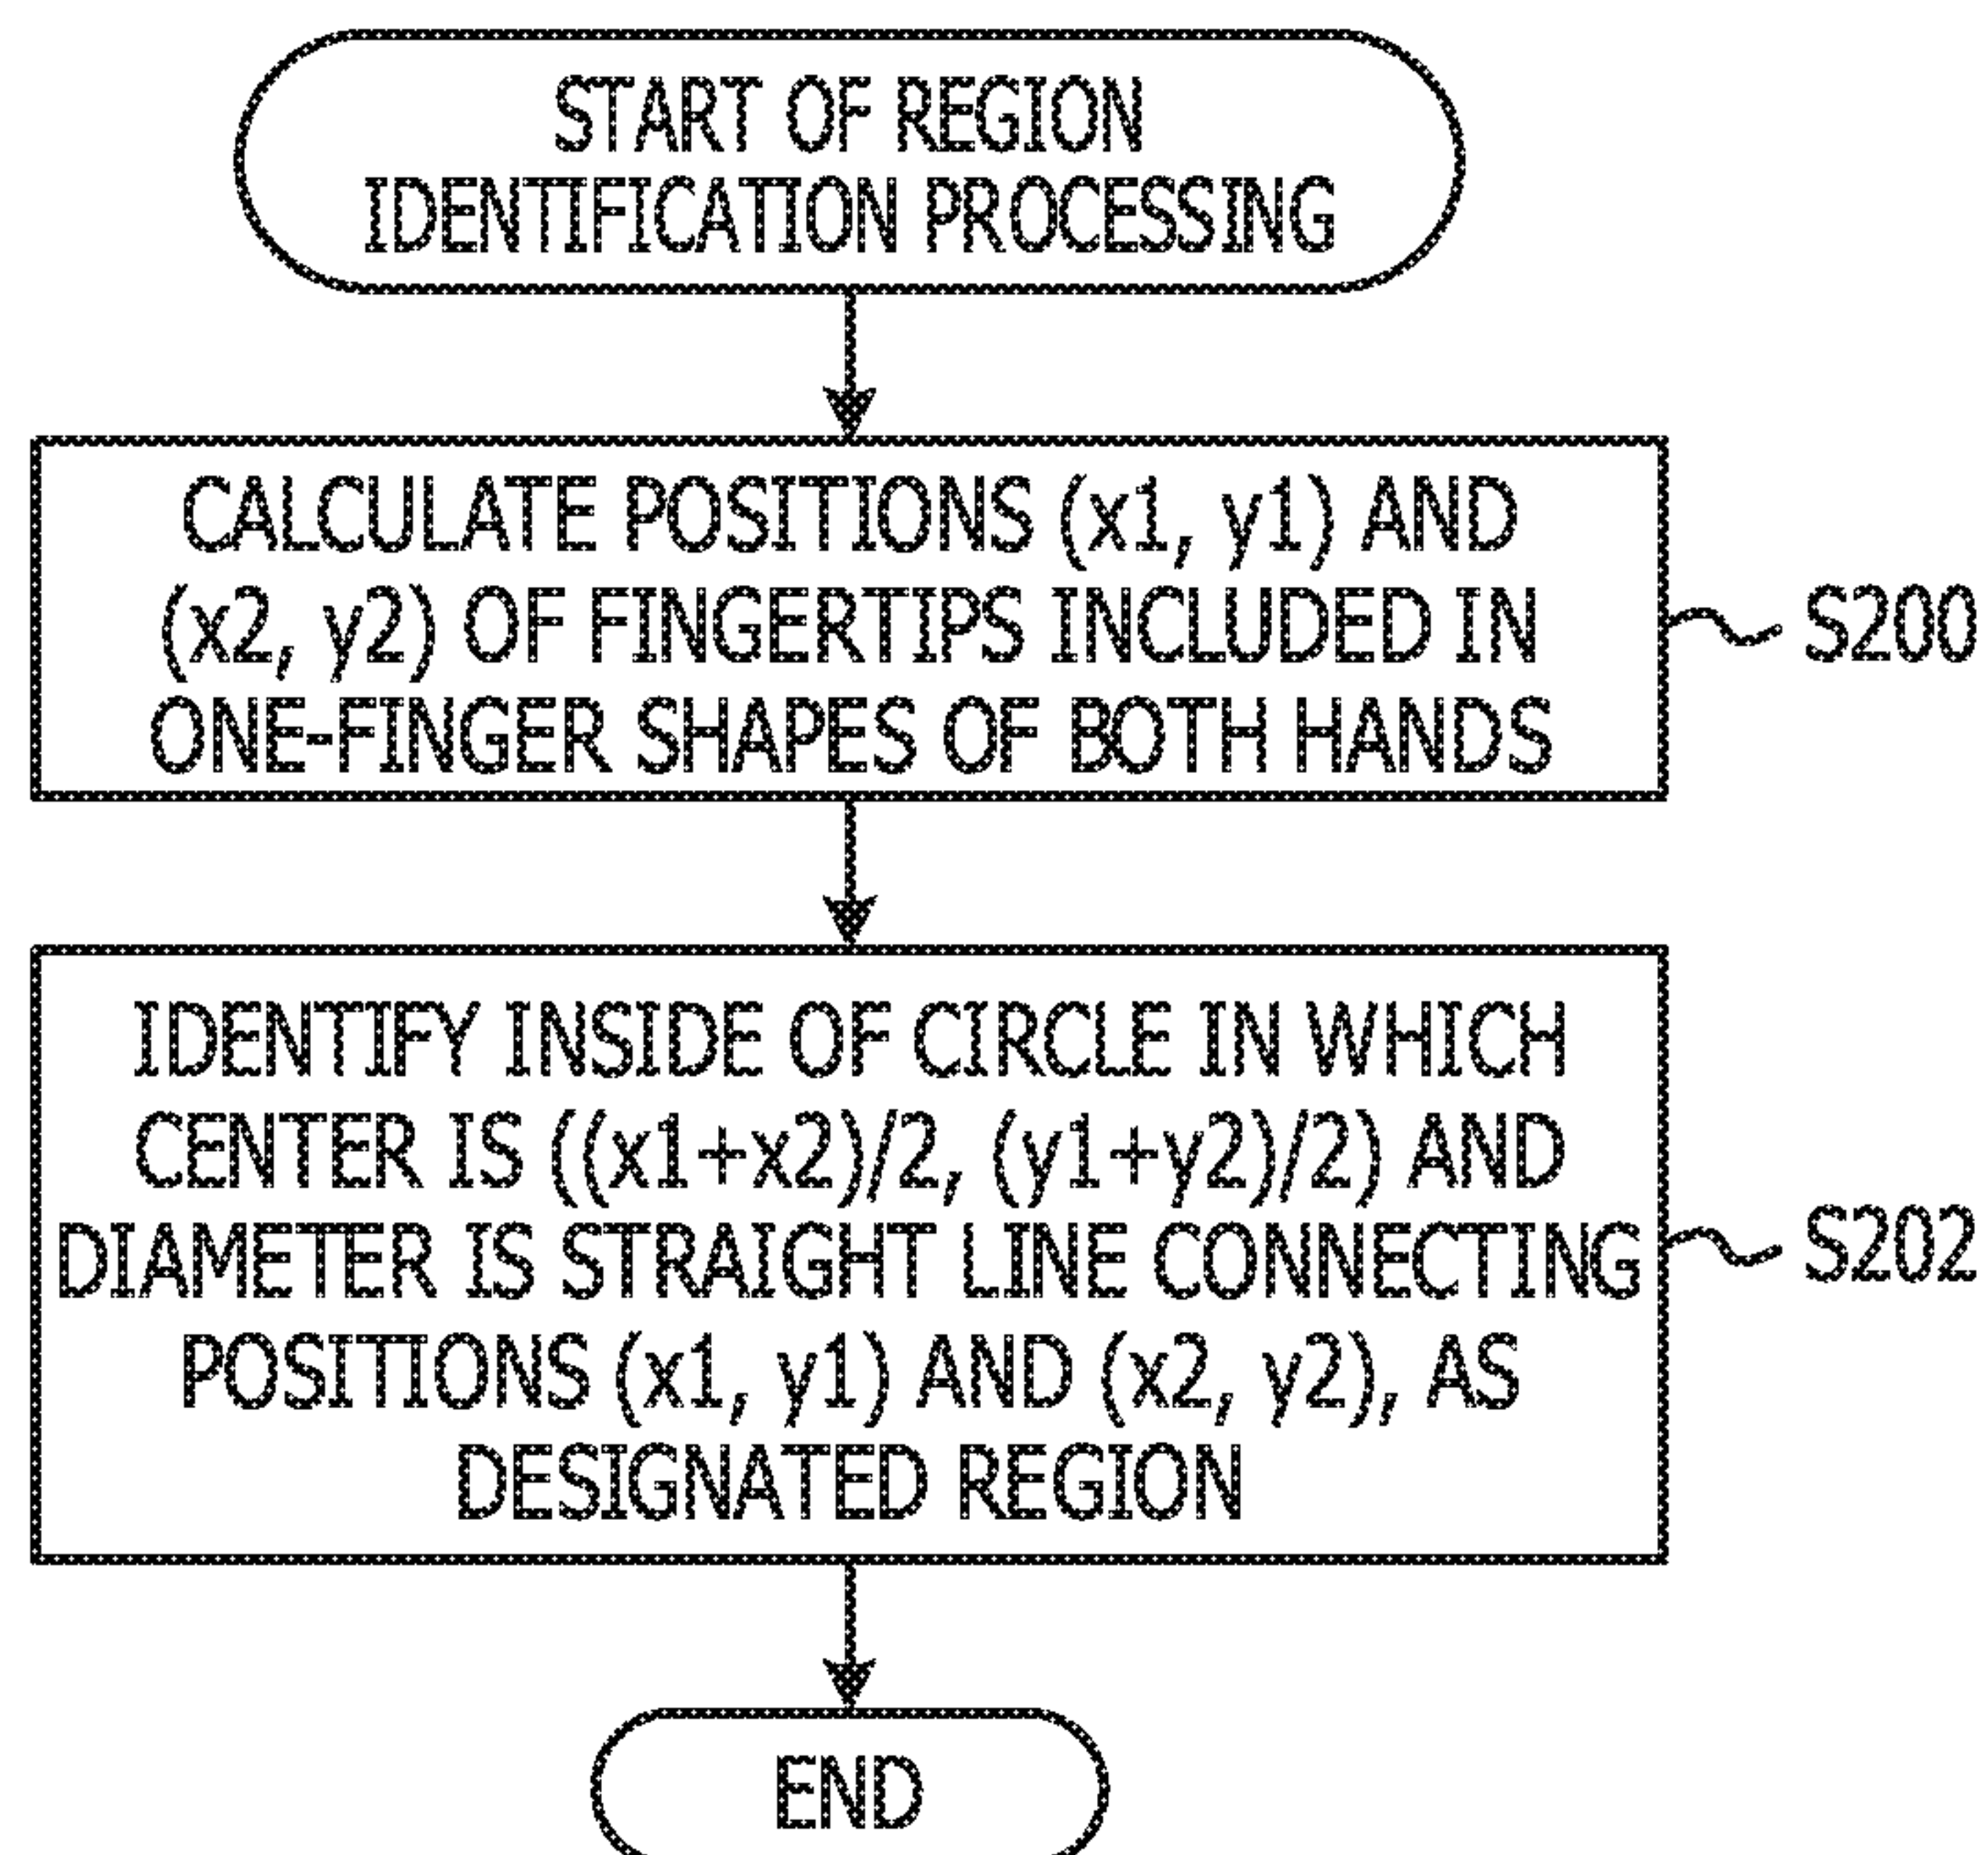 START OF REGION
IDENTIFICATION PROCESSING
CALCULATE POSITIONS (x1, y1) AND
(x2, y2) OF FINGERTIPS INCLUDED IN
ONE-FINGER SHAPES OF BOTH HANDS
S200
IDENTIFY INSIDE OF CIRCLE IN WHICH
CENTER IS ((x1+x2)/2, (y1+y2)/2) AND
DIAMETER IS STRAIGHT LINE CONNECTING
POSITIONS (x1, y1) AND (x2, y2), AS
DESIGNATED REGION
S202
END